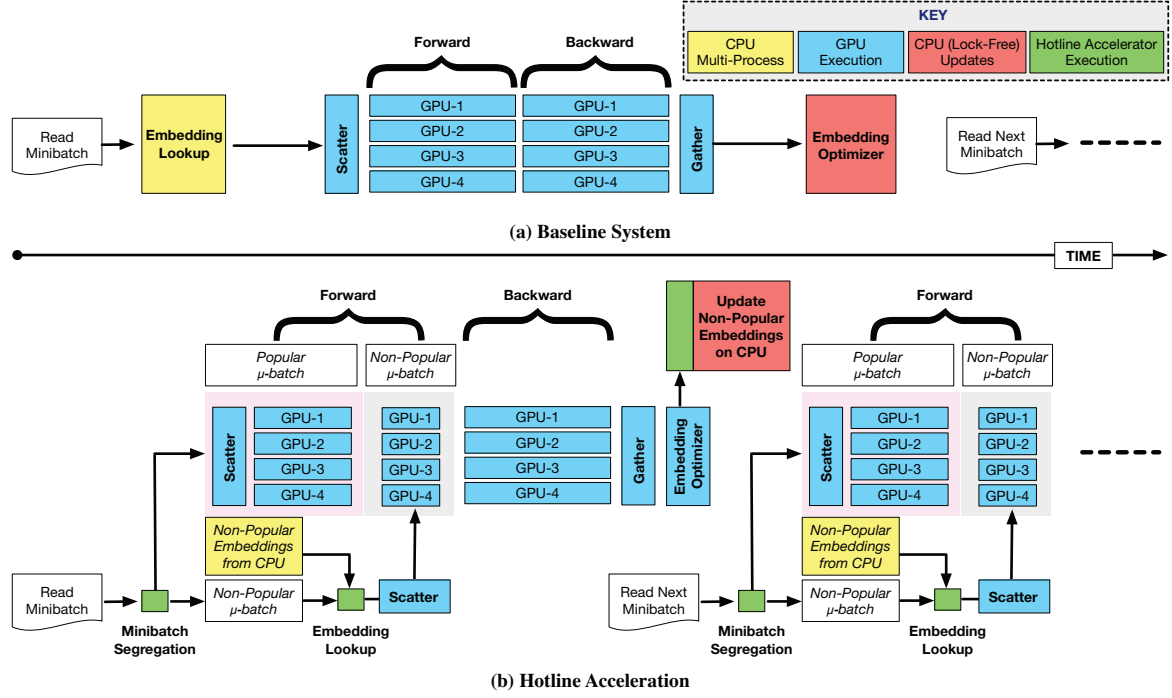 KEY
CPU
Multi-Process
GPU
Execution
CPU (Lock-Free)
Updates
Hotline Accelerator
Execution
Forward
Backward
Read
Minibatch
Embedding
Lookup
Scatter
GPU-1
GPU-2
GPU-3
GPU-4
GPU-1
GPU-2
GPU-3
GPU-4
Gather
Embedding
Optimizer
Read Next
Minibatch
(a) Baseline System
TIME
Forward
Backward
Popular
μ-batch
Non-Popular
μ-batch
Scatter
GPU-1
GPU-2
GPU-3
GPU-4
GPU-1
GPU-2
GPU-3
GPU-4
GPU-1
GPU-2
GPU-3
GPU-4
Gather
Embedding
Optimizer
Update
Non-Popular
Embeddings
on CPU
Non-Popular
Embeddings
from CPU
Read
Minibatch
Non-Popular
μ-batch
Scatter
Minibatch
Segregation
Embedding
Lookup
Forward
Popular
μ-batch
Non-Popular
μ-batch
Scatter
GPU-1
GPU-2
GPU-3
GPU-4
GPU-1
GPU-2
GPU-3
GPU-4
Non-Popular
Embeddings
from CPU
Read Next
Minibatch
Non-Popular
μ-batch
Scatter
Minibatch
Segregation
Embedding
Lookup
(b) Hotline Acceleration